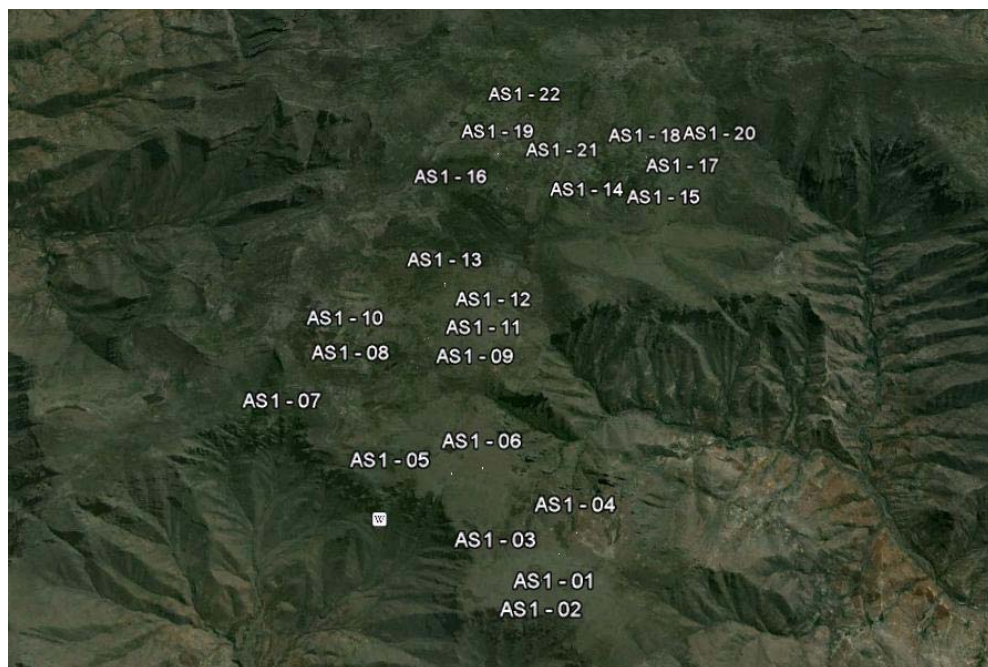 AS1 - 22
AS1 - 19
AS1 - 18
AS1 - 20
AS1 - 21
AS1 - 17
AS1 - 16
AS1 - 14
AS1 - 15
AS1 - 13
AS1 - 12
AS1 - 10
AS1 - 11
AS1 - 08
AS1 - 09
AS1 - 07
AS1 - 06
AS1 - 05
AS1 - 04
W
AS1 - 03
AS1 - 01
AS1 - 02